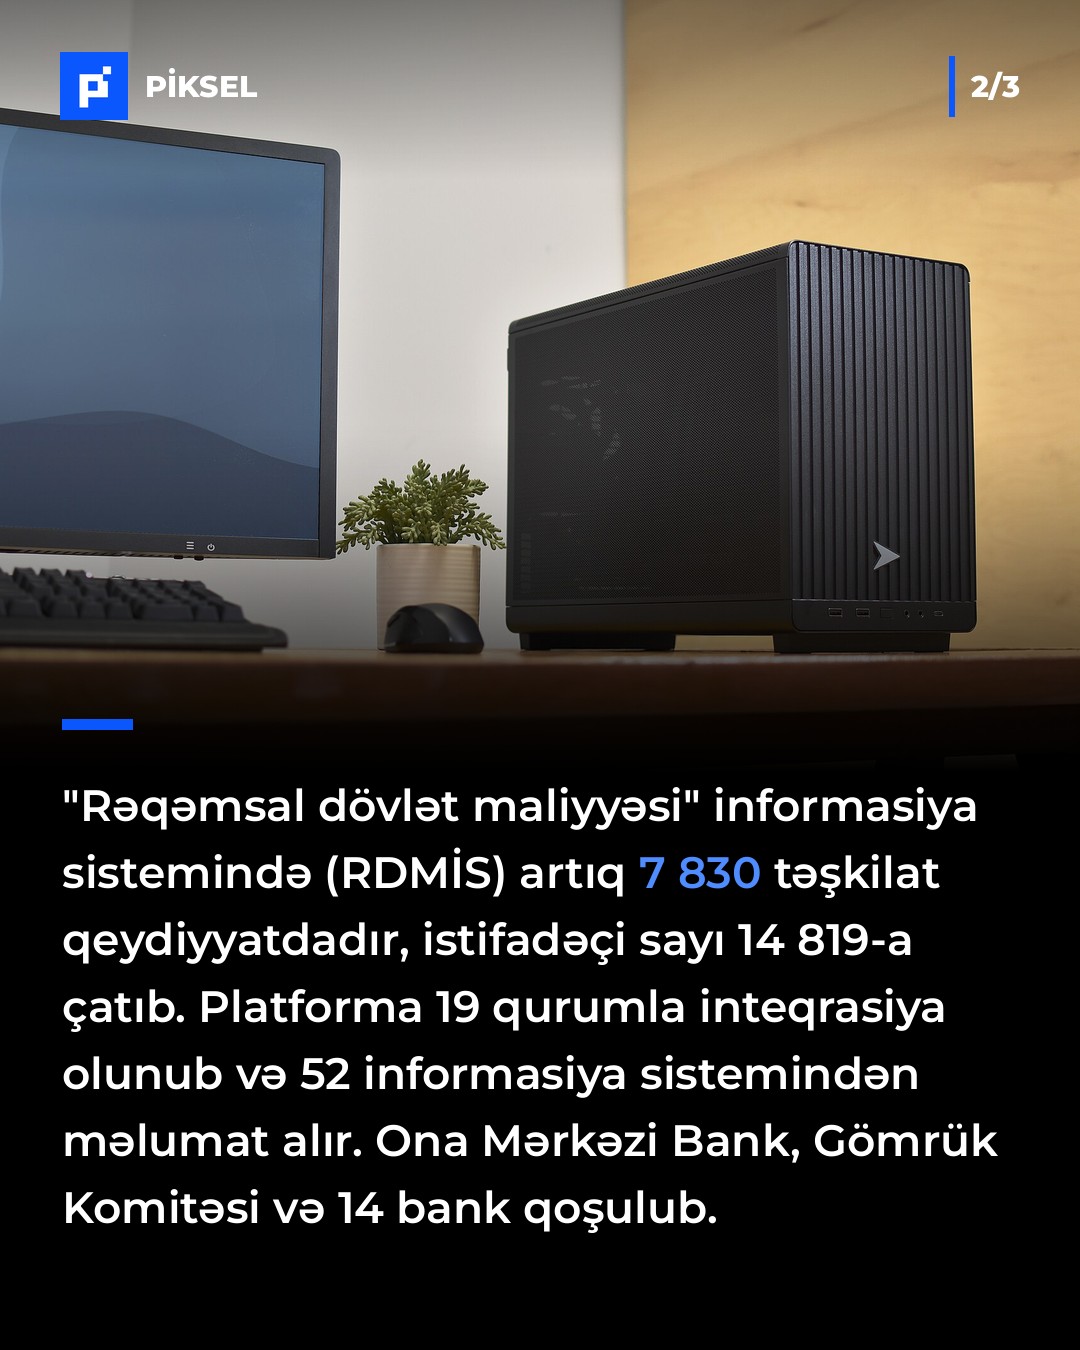 PİKSEL
2/3
"Rəqəmsal dövlət maliyyəsi" informasiya
sistemində (RDMİS) artıq 7 830 təşkilat
qeydiyyatdadır, istifadəçi sayı 14 819-a
çatıb. Platforma 19 qurumla inteqrasiya
olunub və 52 informasiya sistemindən
məlumat alır. Ona Mərkəzi Bank, Gömrük
Komitəsi və 14 bank qoşulub.